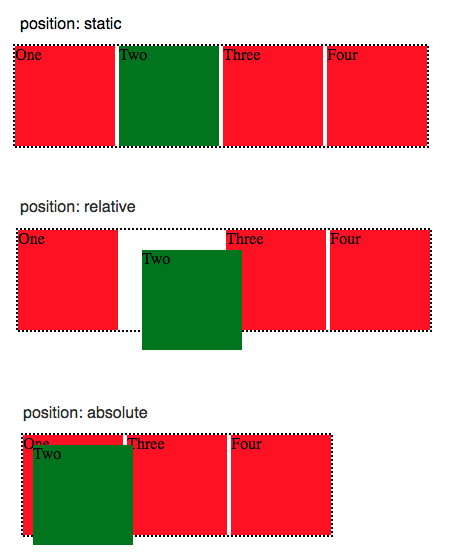 position: static
One Two Three Four
position: relative
One Three Four
Two
position: absolute
One Three Four
Two